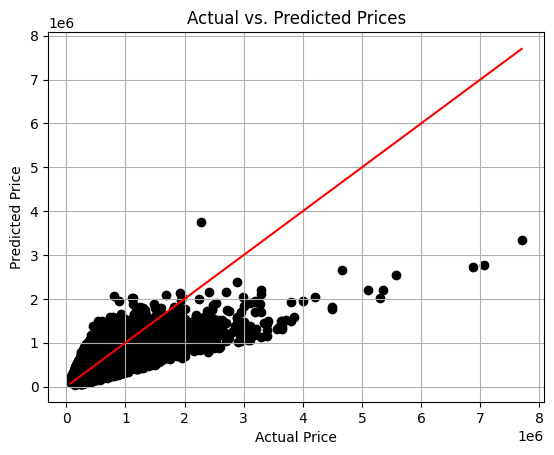 Actual vs. Predicted Prices
1e6
8
7
6
5
4
3
2
1
0
Predicted Price
0 1 2 3 4 5 6 7 8
1e6
Actual Price